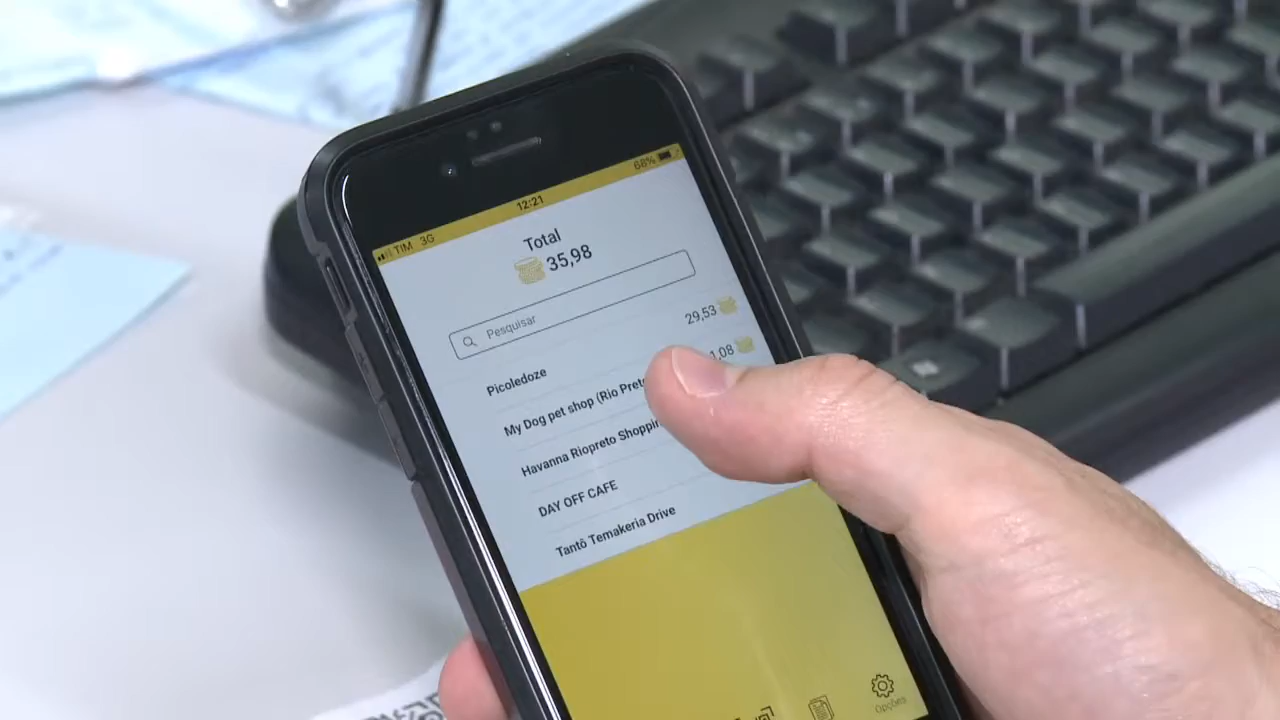 TIM 3G 12:21 68%
Total
35,98
Pesquisar
Picoledoze 29,53
My Dog pet shop (Rio Preto 1,08
Havanna Riopreto Shoppin
DAY OFF CAFE
Tantô Temakeria Drive
Opções